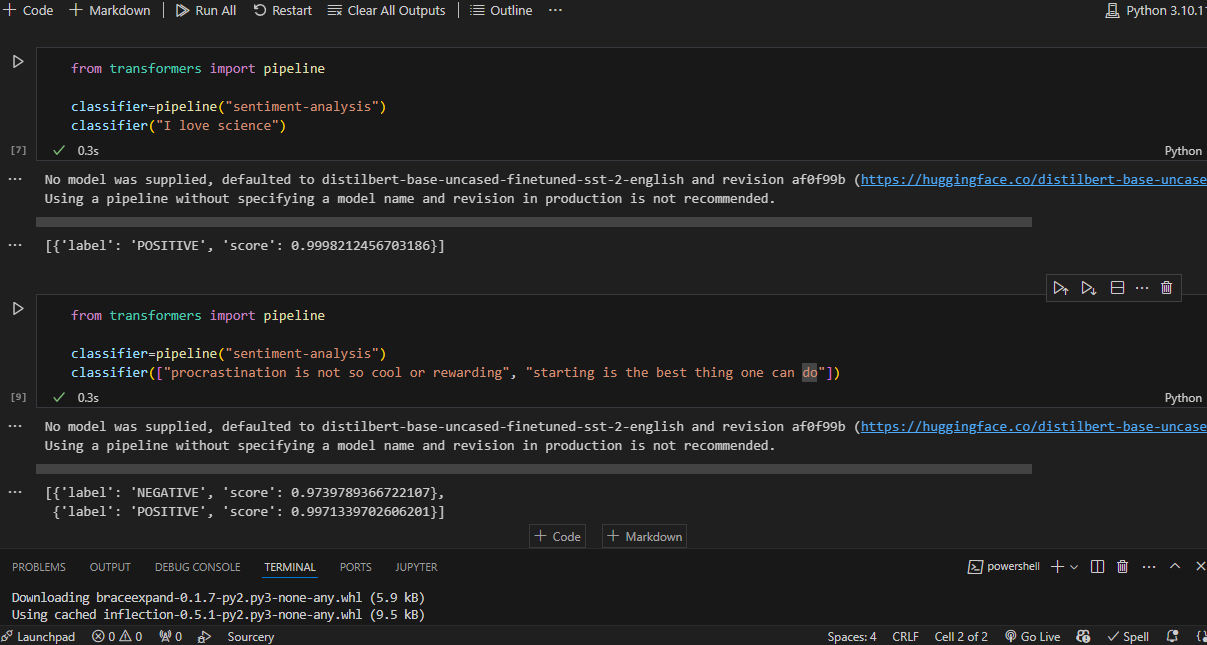 Code Markdown Run All Restart Clear All Outputs Outline ... Python 3.10.11
from transformers import pipeline
classifier=pipeline("sentiment-analysis")
classifier("I love science")
[7] 0.3s Python
... No model was supplied, defaulted to distilbert-base-uncased-finetuned-sst-2-english and revision af0f99b (https://huggingface.co/distilbert-base-uncase
Using a pipeline without specifying a model name and revision in production is not recommended.
... [{'label': 'POSITIVE', 'score': 0.9998212456703186}]
from transformers import pipeline
classifier=pipeline("sentiment-analysis")
classifier(["procrastination is not so cool or rewarding", "starting is the best thing one can do"])
[9] 0.3s Python
... No model was supplied, defaulted to distilbert-base-uncased-finetuned-sst-2-english and revision af0f99b (https://huggingface.co/distilbert-base-uncase
Using a pipeline without specifying a model name and revision in production is not recommended.
... [{'label': 'NEGATIVE', 'score': 0.9739789366722107},
{'label': 'POSITIVE', 'score': 0.9971339702606201}]
+ Code + Markdown
PROBLEMS OUTPUT DEBUG CONSOLE TERMINAL PORTS JUPYTER powershell
Downloading braceexpand-0.1.7-py2.py3-none-any.whl (5.9 kB)
Using cached inflection-0.5.1-py2.py3-none-any.whl (9.5 kB)
Launchpad 0 0 0 Sourcery Spaces: 4 CRLF Cell 2 of 2 Go Live Spell